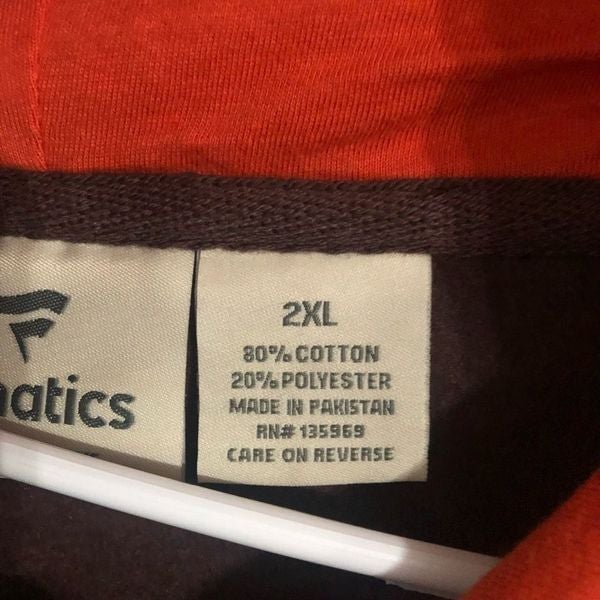 natics
2XL
80% COTTON
20% POLYESTER
MADE IN PAKISTAN
RN# 135969
CARE ON REVERSE